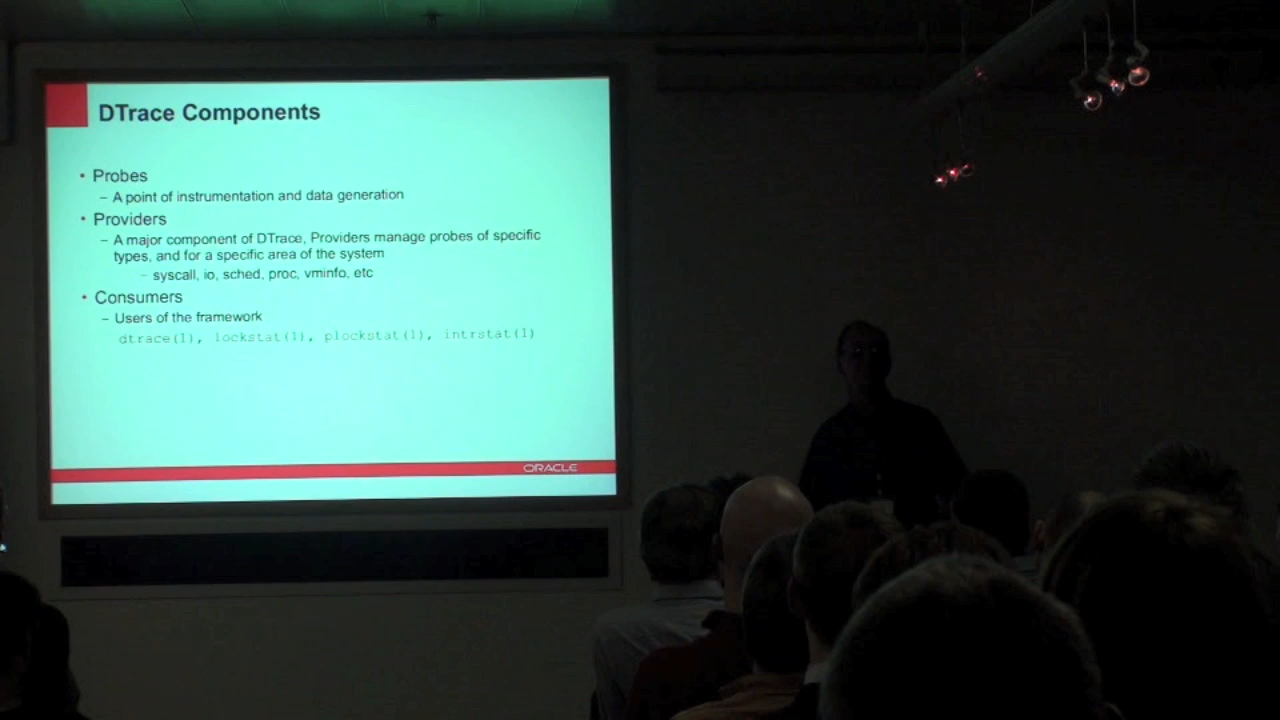 DTrace Components
• Probes
– A point of instrumentation and data generation
• Providers
– A major component of DTrace, Providers manage probes of specific
types, and for a specific area of the system
– syscall, io, sched, proc, vminfo, etc
• Consumers
– Users of the framework
dtrace(1), lockstat(1), plockstat(1), intrstat(1)
ORACLE